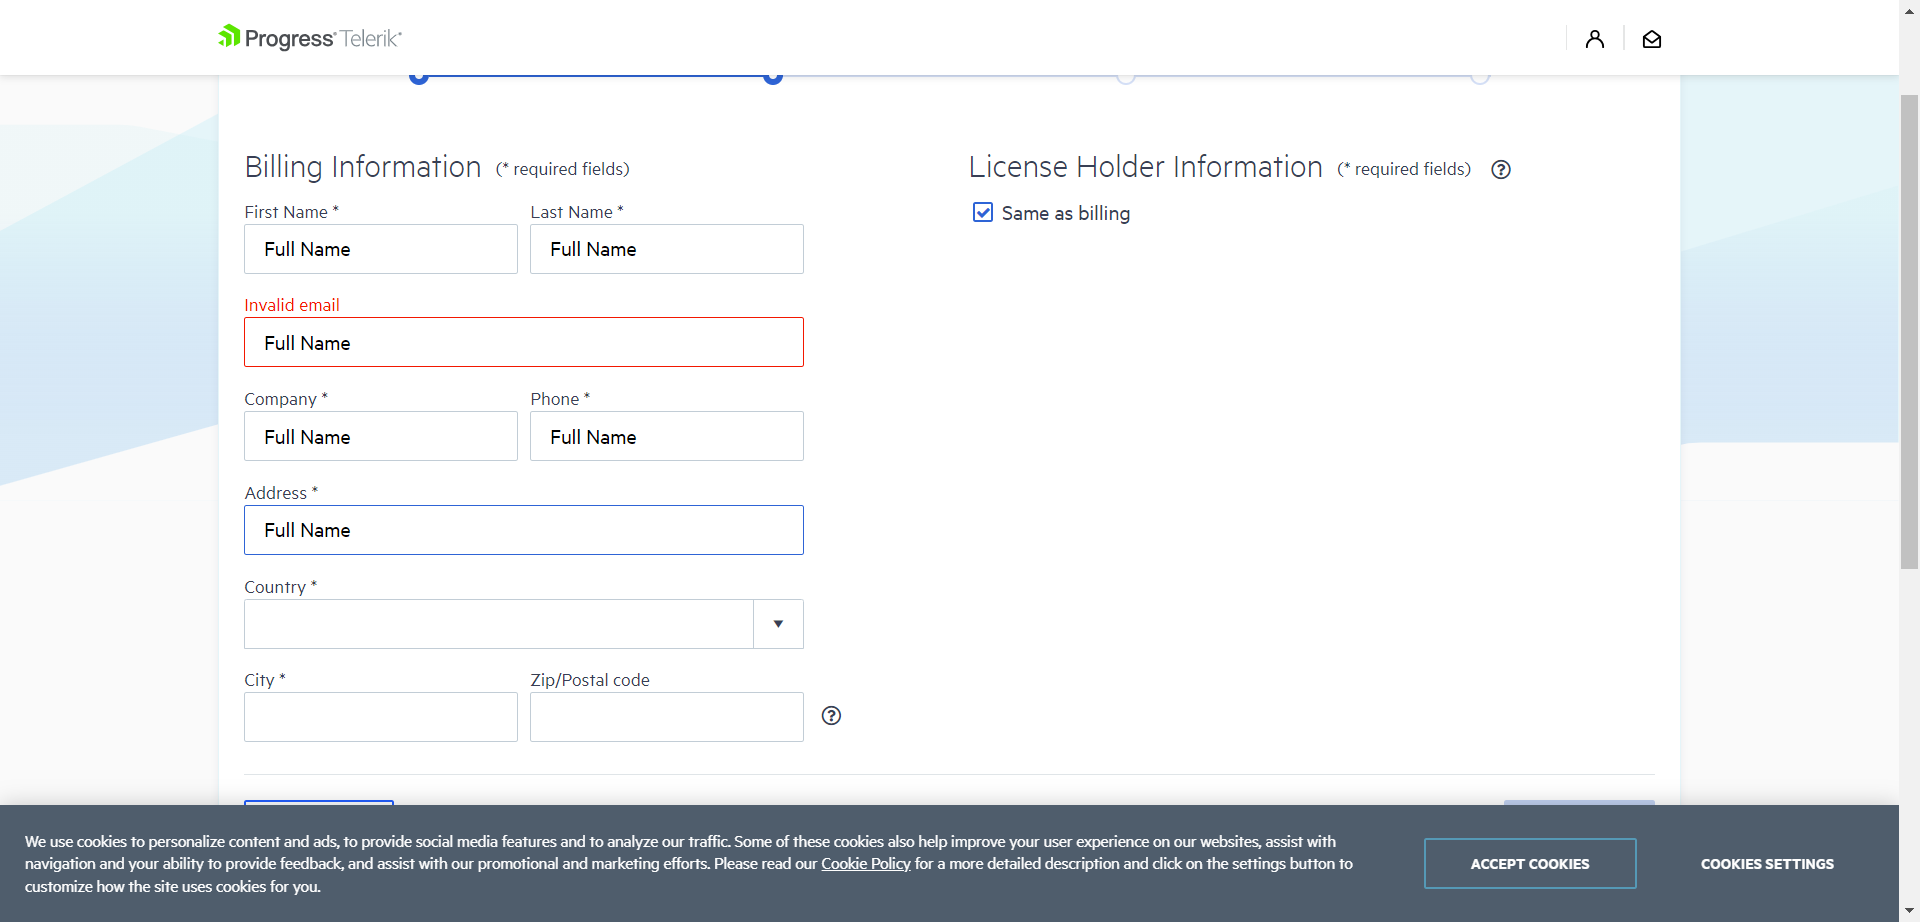 Progress Telerik
Billing Information (* required fields)
License Holder Information (* required fields) ?
First Name *
Last Name *
Same as billing
Full Name
Full Name
Invalid email
Full Name
Company *
Phone *
Full Name
Full Name
Address *
Full Name
Country *
City *
Zip/Postal code
?
We use cookies to personalize content and ads, to provide social media features and to analyze our traffic. Some of these cookies also help improve your user experience on our websites, assist with
navigation and your ability to provide feedback, and assist with our promotional and marketing efforts. Please read our Cookie Policy for a more detailed description and click on the settings button to
customize how the site uses cookies for you.
ACCEPT COOKIES
COOKIES SETTINGS